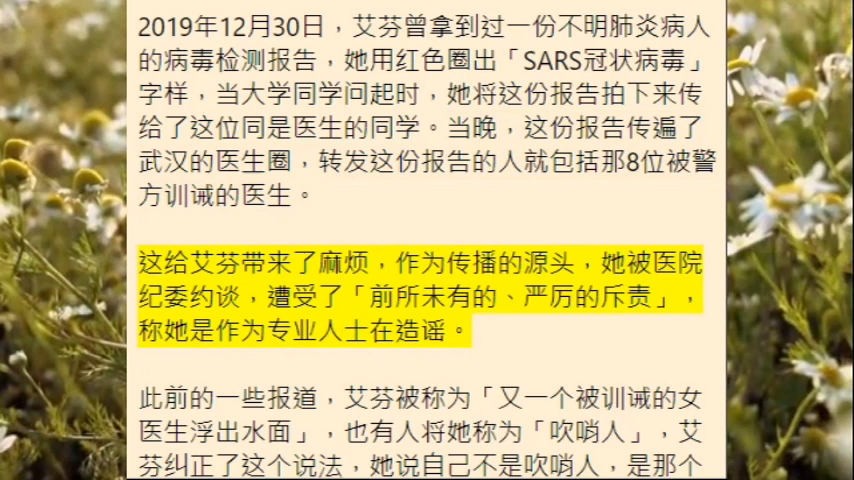 2019年12月30日，艾芬曾拿到过一份不明肺炎病人
的病毒检测报告，她用红色圈出「SARS冠状病毒」
字样，当大学同学问起时，她将这份报告拍下来传
给了这位同是医生的同学。当晚，这份报告传遍了
武汉的医生圈，转发这份报告的人就包括那8位被警
方训诫的医生。
这给艾芬带来了麻烦，作为传播的源头，她被医院
纪委约谈，遭受了「前所未有的、严厉的斥责」，
称她是作为专业人士在造谣。
此前的一些报道，艾芬被称为「又一个被训诫的女
医生浮出水面」，也有人将她称为「吹哨人」，艾
芬纠正了这个说法，她说自己不是吹哨人，是那个